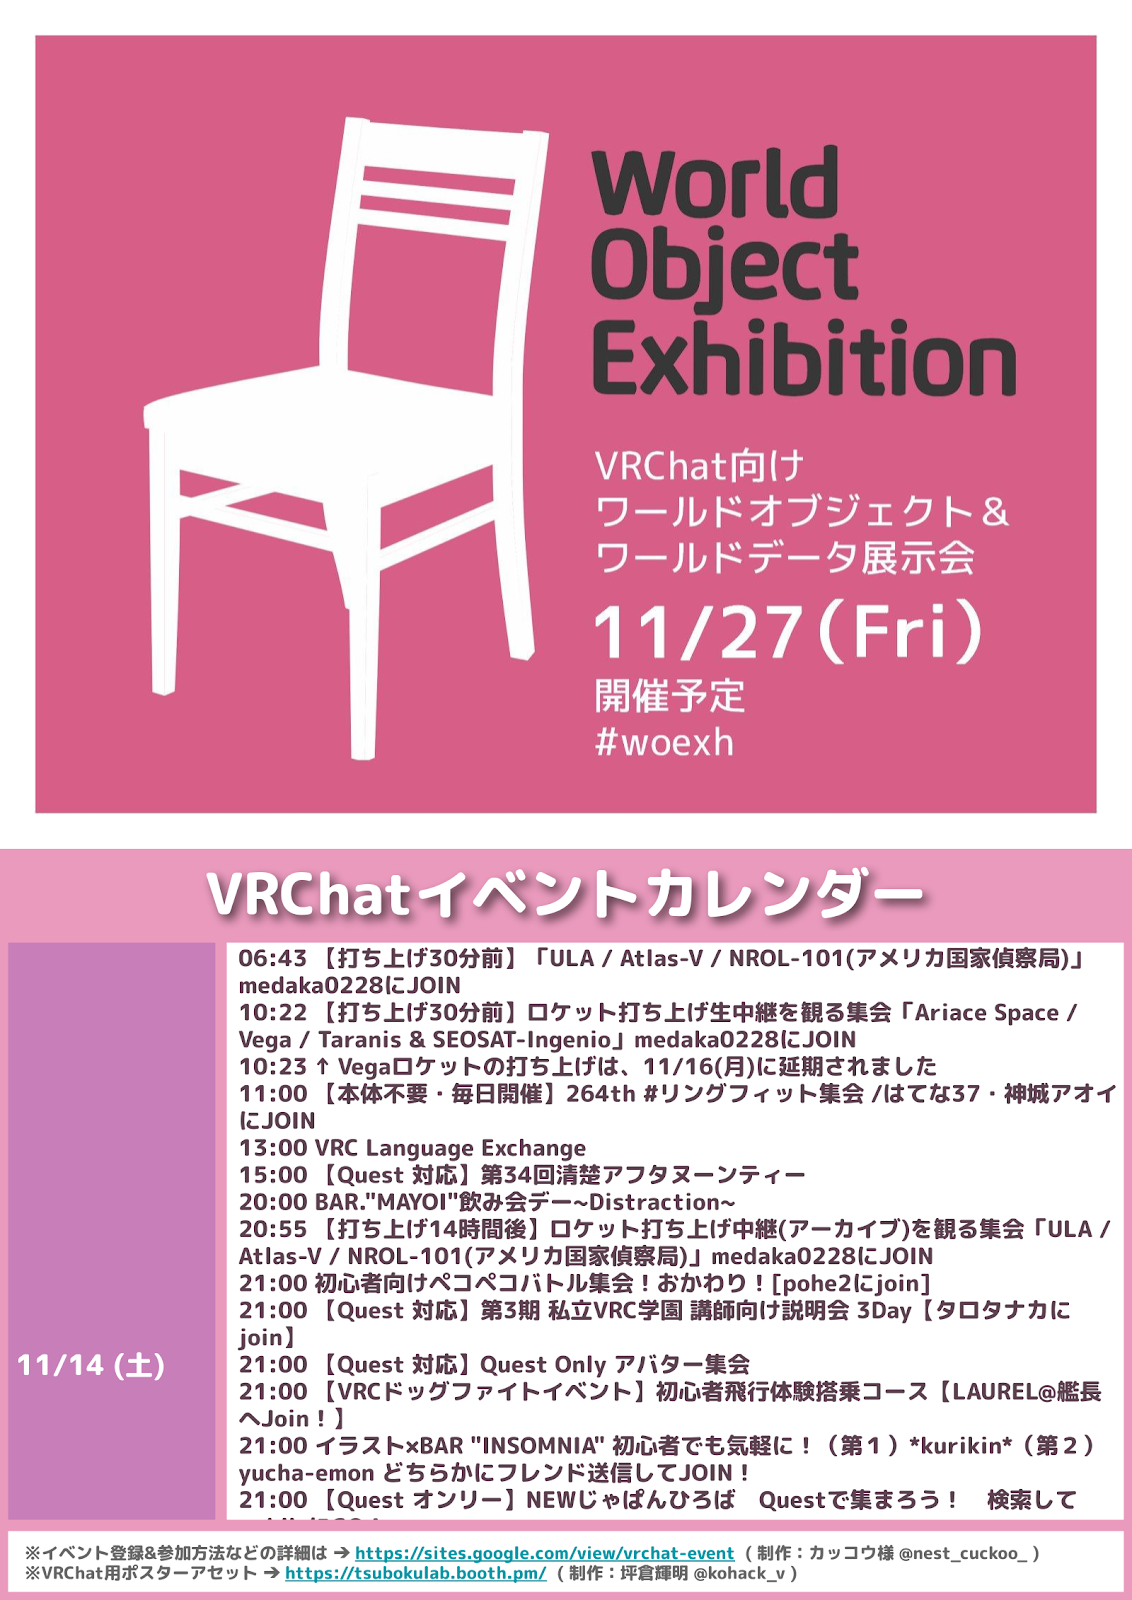 World
Object
Exhibition
VRChat向け
ワールドオブジェクト＆
ワールドデータ展示会
11/27(Fri)
開催予定
#woexh
VRChatイベントカレンダー
11/14 (土)
06:43 【打ち上げ30分前】「ULA / Atlas-V / NROL-101(アメリカ国家偵察局)」
medaka0228にJOIN
10:22 【打ち上げ30分前】ロケット打ち上げ生中継を観る集会「Ariace Space /
Vega / Taranis & SEOSAT-Ingenio」medaka0228にJOIN
10:23 ↑ Vegaロケットの打ち上げは、11/16(月)に延期されました
11:00 【本体不要・毎日開催】264th #リングフィット集会 /はてな37・神城アオイ
にJOIN
13:00 VRC Language Exchange
15:00 【Quest 対応】第34回清楚アフタヌーンティー
20:00 BAR."MAYOI"飲み会デー~Distraction~
20:55 【打ち上げ14時間後】ロケット打ち上げ中継(アーカイブ)を観る集会「ULA /
Atlas-V / NROL-101(アメリカ国家偵察局)」medaka0228にJOIN
21:00 初心者向けペコペコバトル集会！おかわり！[pohe2にjoin]
21:00 【Quest 対応】第3期 私立VRC学園 講師向け説明会 3Day【タロタナカに
join】
21:00 【Quest 対応】Quest Only アバター集会
21:00 【VRCドッグファイトイベント】初心者飛行体験搭乗コース【LAUREL@艦長
へJoin！】
21:00 イラスト×BAR "INSOMNIA" 初心者でも気軽に！（第１）*kurikin*（第２）
yucha-emon どちらかにフレンド送信してJOIN！
21:00 【Quest オンリー】NEWじゃぱんひろば　Questで集まろう！　検索して
※イベント登録&参加方法などの詳細は ➔ https://sites.google.com/view/vrchat-event （ 制作：カッコウ様 @nest_cuckoo_ ）
※VRChat用ポスターアセット ➔ https://tsubokulab.booth.pm/ （ 制作：坪倉輝明 @kohack_v ）